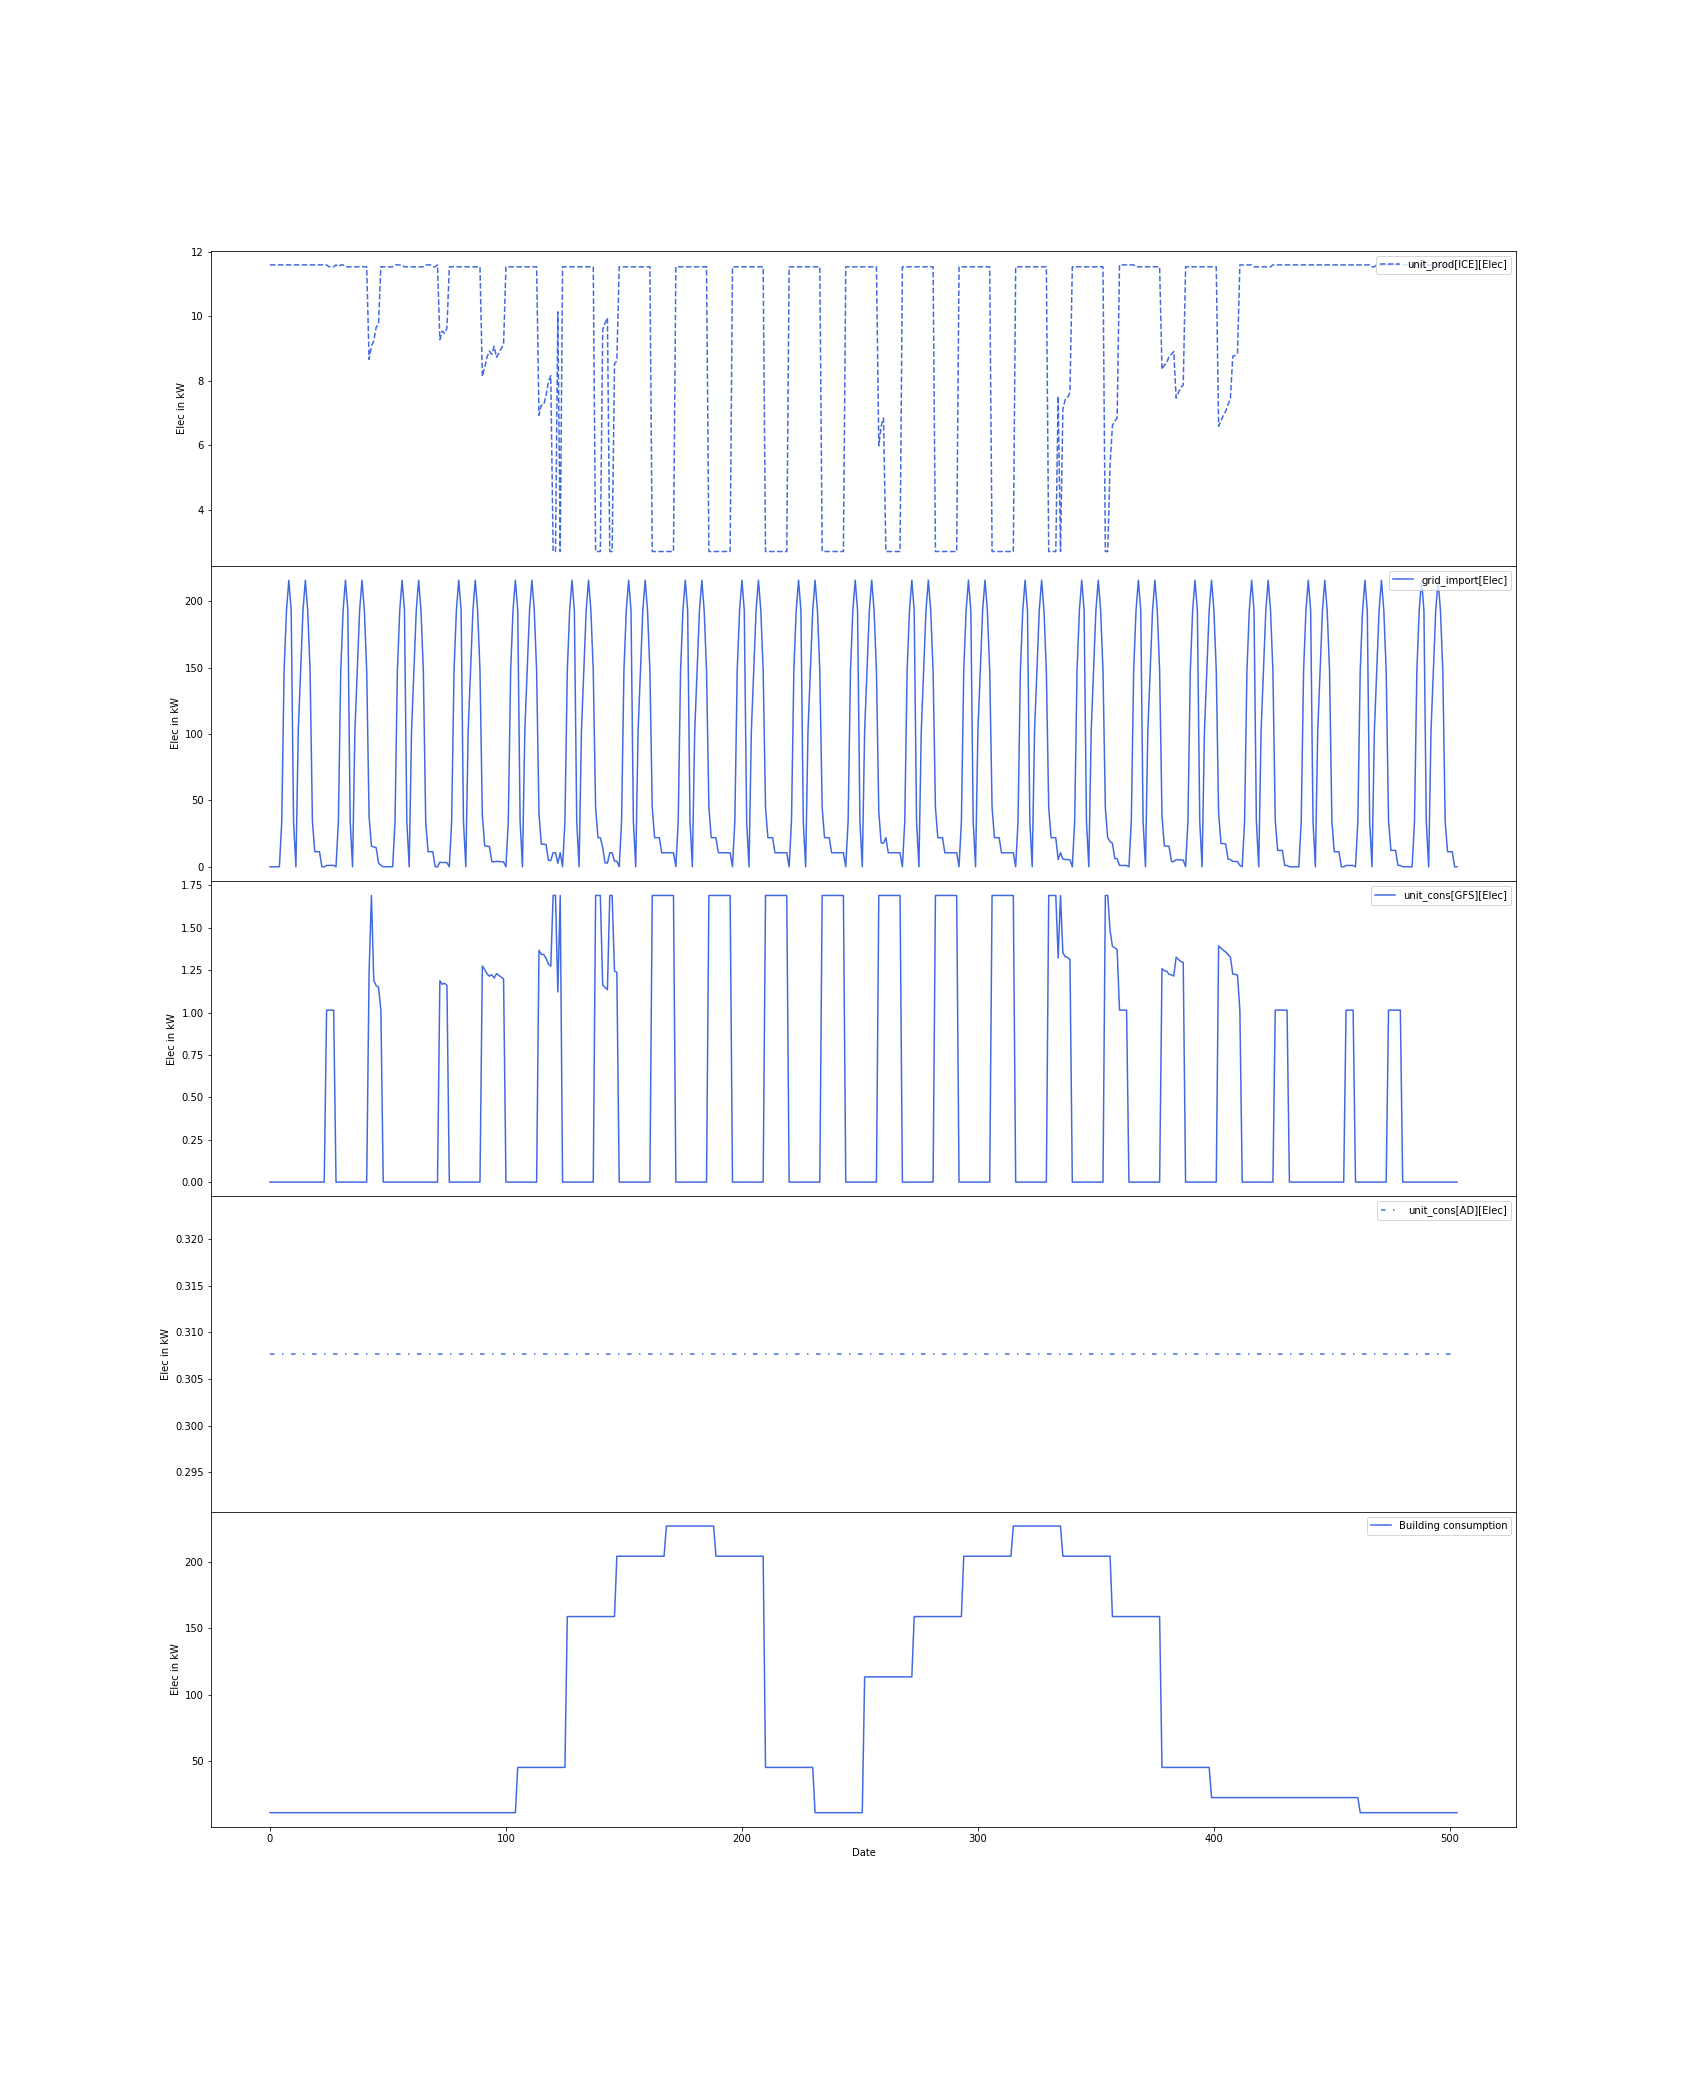 unit_prod[ICE][Elec]
12
10
8
6
4
Elec in kW
grid_import[Elec]
200
150
100
50
0
Elec in kW
unit_cons[GFS][Elec]
1.75
1.50
1.25
1.00
0.75
0.50
0.25
0.00
Elec in kW
unit_cons[AD][Elec]
0.320
0.315
0.310
0.305
0.300
0.295
Elec in kW
Building consumption
200
150
100
50
Elec in kW
0 100 200 300 400 500
Date